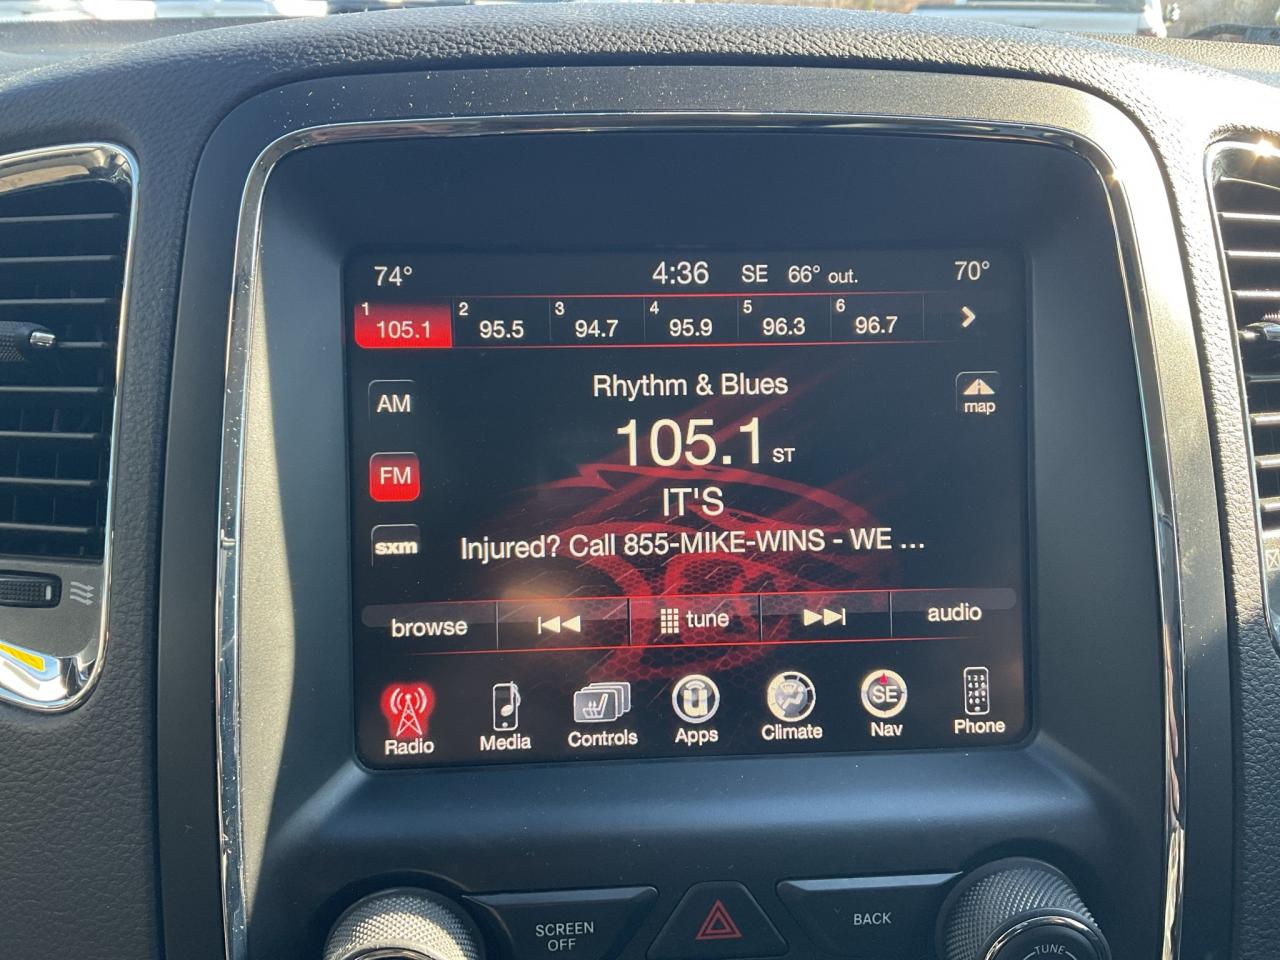 74° 4:36 SE 66° out. 70°
1 105.1 2 95.5 3 94.7 4 95.9 5 96.3 6 96.7
Rhythm & Blues
AM
map
105.1 ST
FM
IT'S
sxm
Injured? Call 855-MIKE-WINS - WE ...
browse tune audio
SE
Radio Media Controls Apps Climate Nav Phone
SCREEN
OFF
BACK
TUNE